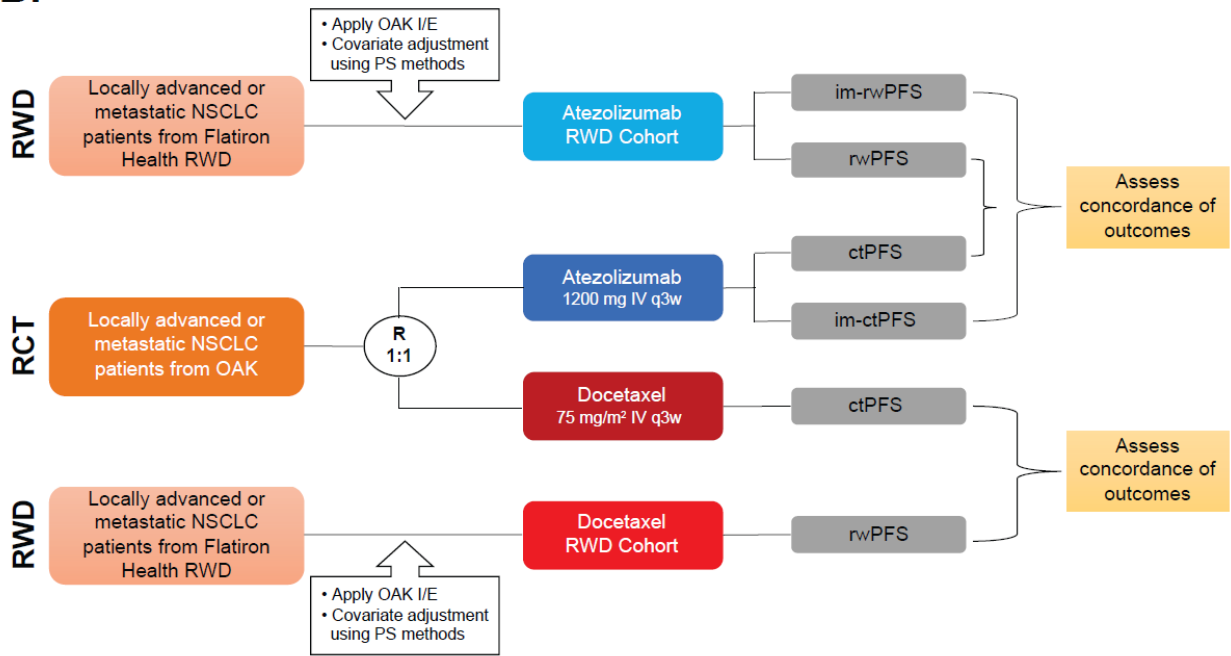 RWD
Locally advanced or
metastatic NSCLC
patients from Flatiron
Health RWD
• Apply OAK I/E
• Covariate adjustment
using PS methods
Atezolizumab
RWD Cohort
im-rwPFS
rwPFS
Assess
concordance of
outcomes
RCT
Locally advanced or
metastatic NSCLC
patients from OAK
R
1:1
Atezolizumab
1200 mg IV q3w
ctPFS
im-ctPFS
Docetaxel
75 mg/m² IV q3w
ctPFS
Assess
concordance of
outcomes
RWD
Locally advanced or
metastatic NSCLC
patients from Flatiron
Health RWD
• Apply OAK I/E
• Covariate adjustment
using PS methods
Docetaxel
RWD Cohort
rwPFS